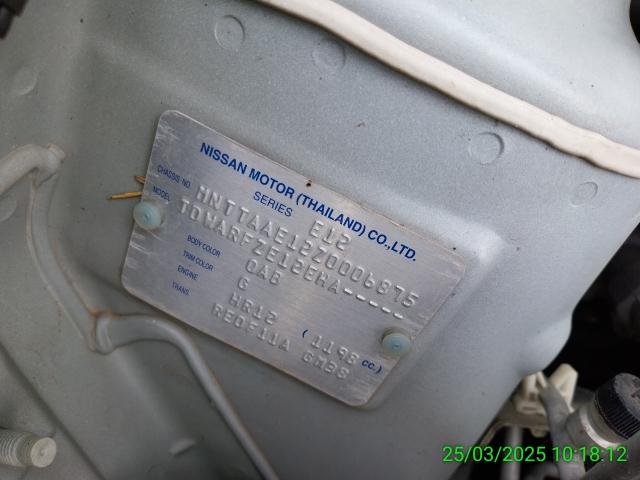 NISSAN MOTOR (THAILAND) CO.,LTD.
SERIES E12
CHASSIS NO. MNTTAAE12Z0006875
MODEL TDWARFZE12EHA-----
BODY COLOR QAB
TRIM COLOR G
ENGINE HR12 (1198 CC.)
TRANS. RE0F11A GM38
25/03/2025 10:18:12